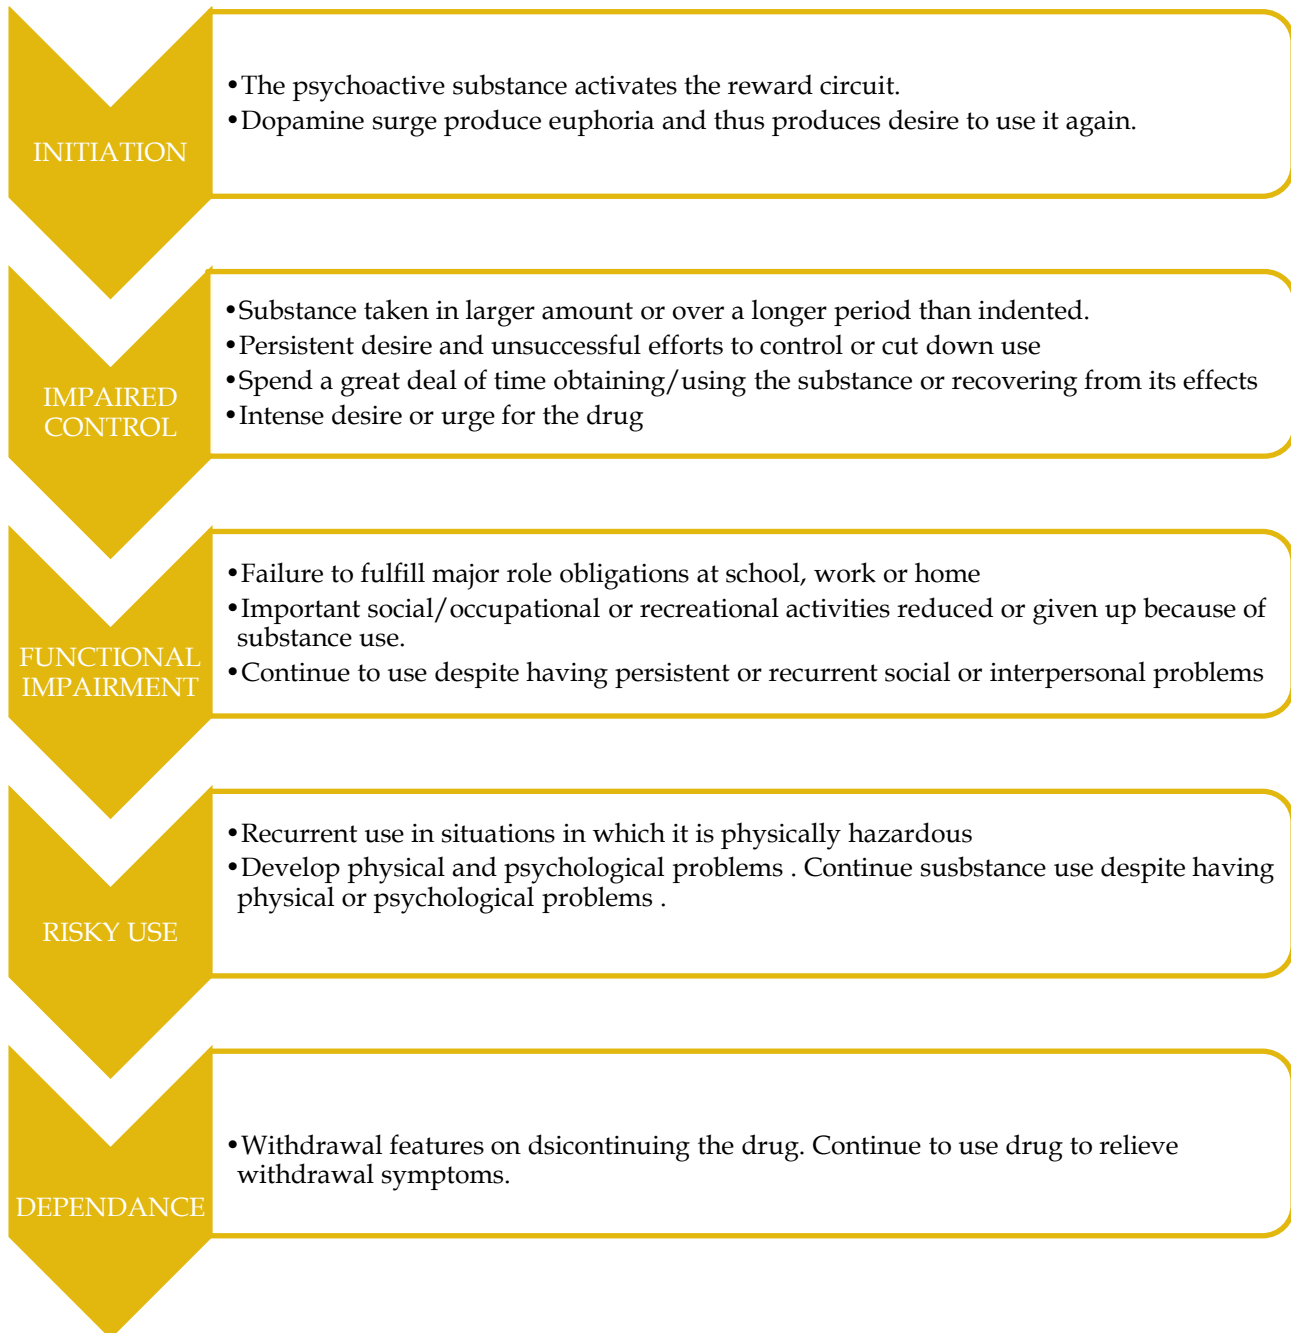 INITIATION
•The psychoactive substance activates the reward circuit.
•Dopamine surge produce euphoria and thus produces desire to use it again.
IMPAIRED
CONTROL
•Substance taken in larger amount or over a longer period than indented.
•Persistent desire and unsuccessful efforts to control or cut down use
•Spend a great deal of time obtaining/using the substance or recovering from its effects
•Intense desire or urge for the drug
FUNCTIONAL
IMPAIRMENT
•Failure to fulfill major role obligations at school, work or home
•Important social/occupational or recreational activities reduced or given up because of
substance use.
•Continue to use despite having persistent or recurrent social or interpersonal problems
RISKY USE
•Recurrent use in situations in which it is physically hazardous
•Develop physical and psychological problems . Continue susbstance use despite having
physical or psychological problems .
DEPENDANCE
•Withdrawal features on dsicontinuing the drug. Continue to use drug to relieve
withdrawal symptoms.